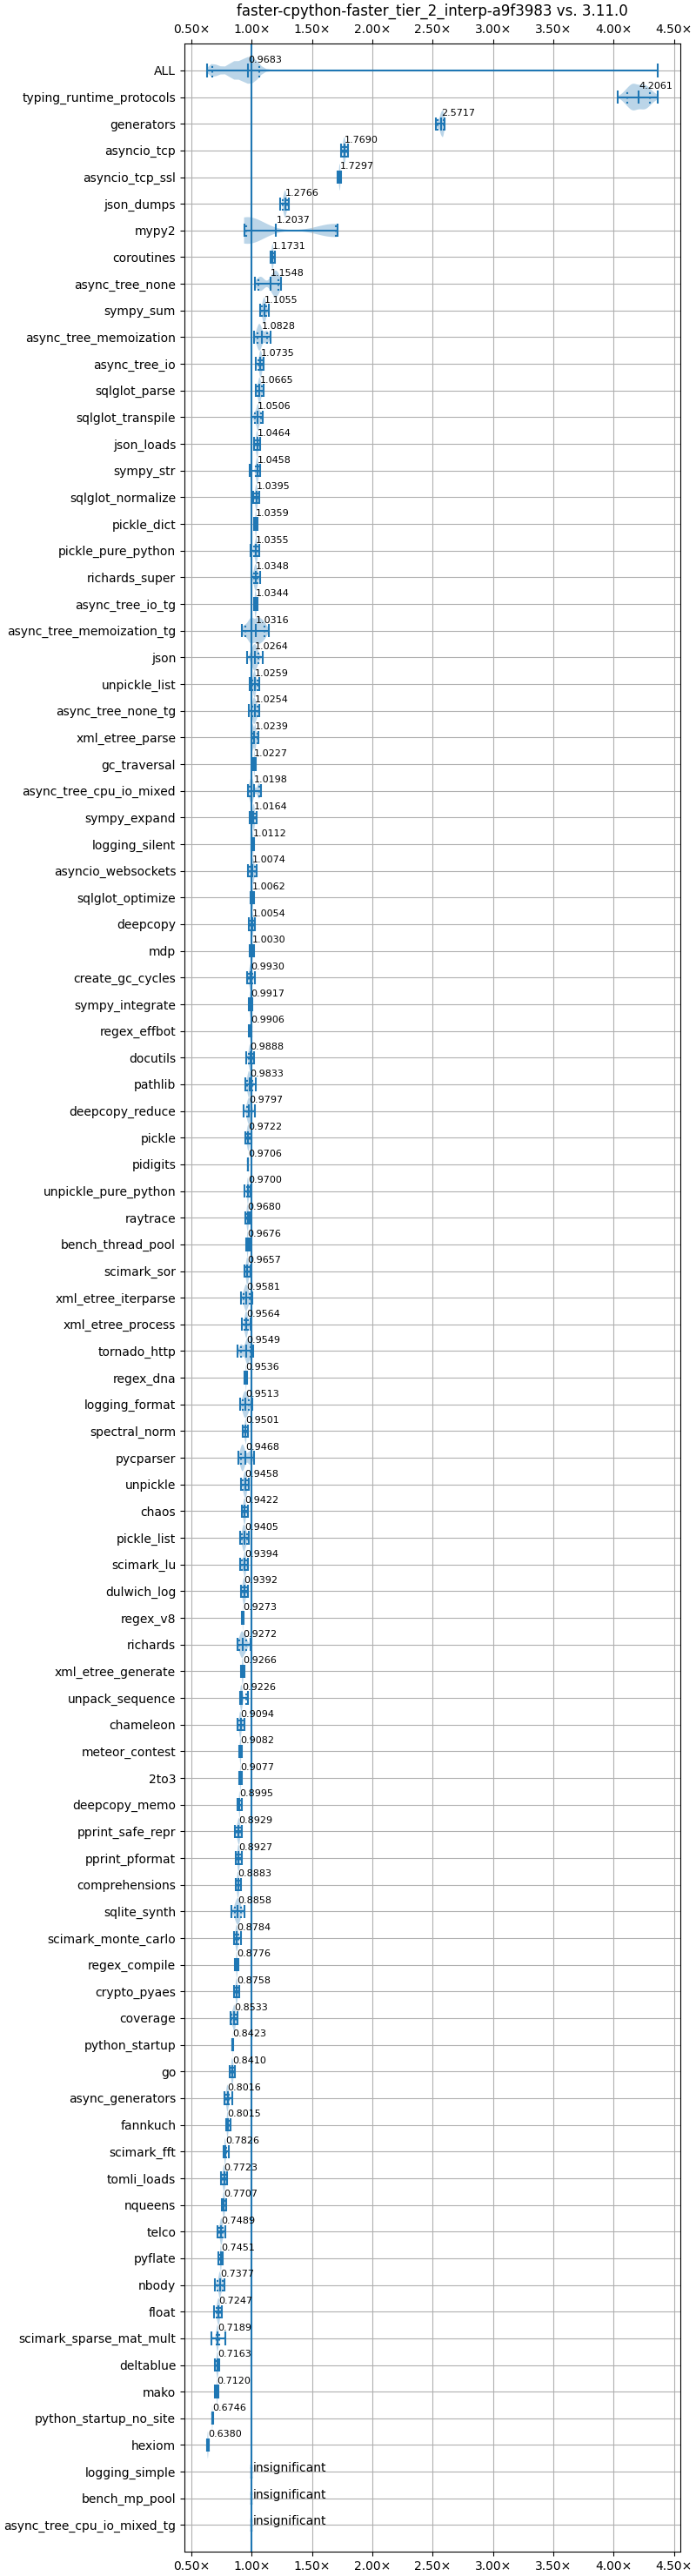 faster-cpython-faster_tier_2_interp-a9f3983 vs. 3.11.0
0.50× 1.00× 1.50× 2.00× 2.50× 3.00× 3.50× 4.00× 4.50×
ALL 0.9683
typing_runtime_protocols 4.2061
generators 2.5717
asyncio_tcp 1.7690
asyncio_tcp_ssl 1.7297
json_dumps 1.2766
mypy2 1.2037
coroutines 1.1731
async_tree_none 1.1548
sympy_sum 1.1055
async_tree_memoization 1.0828
async_tree_io 1.0735
sqlglot_parse 1.0665
sqlglot_transpile 1.0506
json_loads 1.0464
sympy_str 1.0458
sqlglot_normalize 1.0395
pickle_dict 1.0359
pickle_pure_python 1.0355
richards_super 1.0348
async_tree_io_tg 1.0344
async_tree_memoization_tg 1.0316
json 1.0264
unpickle_list 1.0259
async_tree_none_tg 1.0254
xml_etree_parse 1.0239
gc_traversal 1.0227
async_tree_cpu_io_mixed 1.0198
sympy_expand 1.0164
logging_silent 1.0112
asyncio_websockets 1.0074
sqlglot_optimize 1.0062
deepcopy 1.0054
mdp 1.0030
create_gc_cycles 0.9930
sympy_integrate 0.9917
regex_effbot 0.9906
docutils 0.9888
pathlib 0.9833
deepcopy_reduce 0.9797
pickle 0.9722
pidigits 0.9706
unpickle_pure_python 0.9700
raytrace 0.9680
bench_thread_pool 0.9676
scimark_sor 0.9657
xml_etree_iterparse 0.9581
xml_etree_process 0.9564
tornado_http 0.9549
regex_dna 0.9536
logging_format 0.9513
spectral_norm 0.9501
pycparser 0.9468
unpickle 0.9458
chaos 0.9422
pickle_list 0.9405
scimark_lu 0.9394
dulwich_log 0.9392
regex_v8 0.9273
richards 0.9272
xml_etree_generate 0.9266
unpack_sequence 0.9226
chameleon 0.9094
meteor_contest 0.9082
2to3 0.9077
deepcopy_memo 0.8995
pprint_safe_repr 0.8929
pprint_pformat 0.8927
comprehensions 0.8883
sqlite_synth 0.8858
scimark_monte_carlo 0.8784
regex_compile 0.8776
crypto_pyaes 0.8758
coverage 0.8533
python_startup 0.8423
go 0.8410
async_generators 0.8016
fannkuch 0.8015
scimark_fft 0.7826
tomli_loads 0.7723
nqueens 0.7707
telco 0.7489
pyflate 0.7451
nbody 0.7377
float 0.7247
scimark_sparse_mat_mult 0.7189
deltablue 0.7163
mako 0.7120
python_startup_no_site 0.6746
hexiom 0.6380
logging_simple insignificant
bench_mp_pool insignificant
async_tree_cpu_io_mixed_tg insignificant
0.50× 1.00× 1.50× 2.00× 2.50× 3.00× 3.50× 4.00× 4.50×